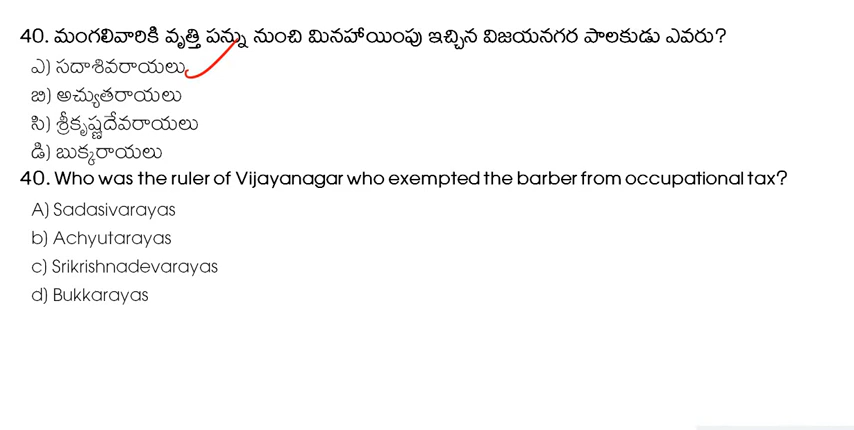 40. మంగలివారికి వృత్తి పన్ను నుంచి మినహాయింపు ఇచ్చిన విజయనగర పాలకుడు ఎవరు?
ఎ) సదాశివరాయలు
బి) అచ్యుతరాయలు
సి) శ్రీకృష్ణదేవరాయలు
డి) బుక్కరాయలు
40. Who was the ruler of Vijayanagar who exempted the barber from occupational tax?
A) Sadasivarayas
b) Achyutarayas
c) Srikrishnadevarayas
d) Bukkarayas